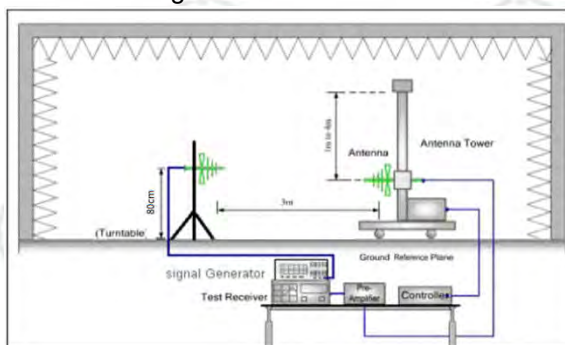 1m to 4m
Antenna Tower
Antenna
80cm
3m
(Turntable)
Ground Reference Plane
signal Generator
Test Receiver
Pre-
Amplifier
Controller